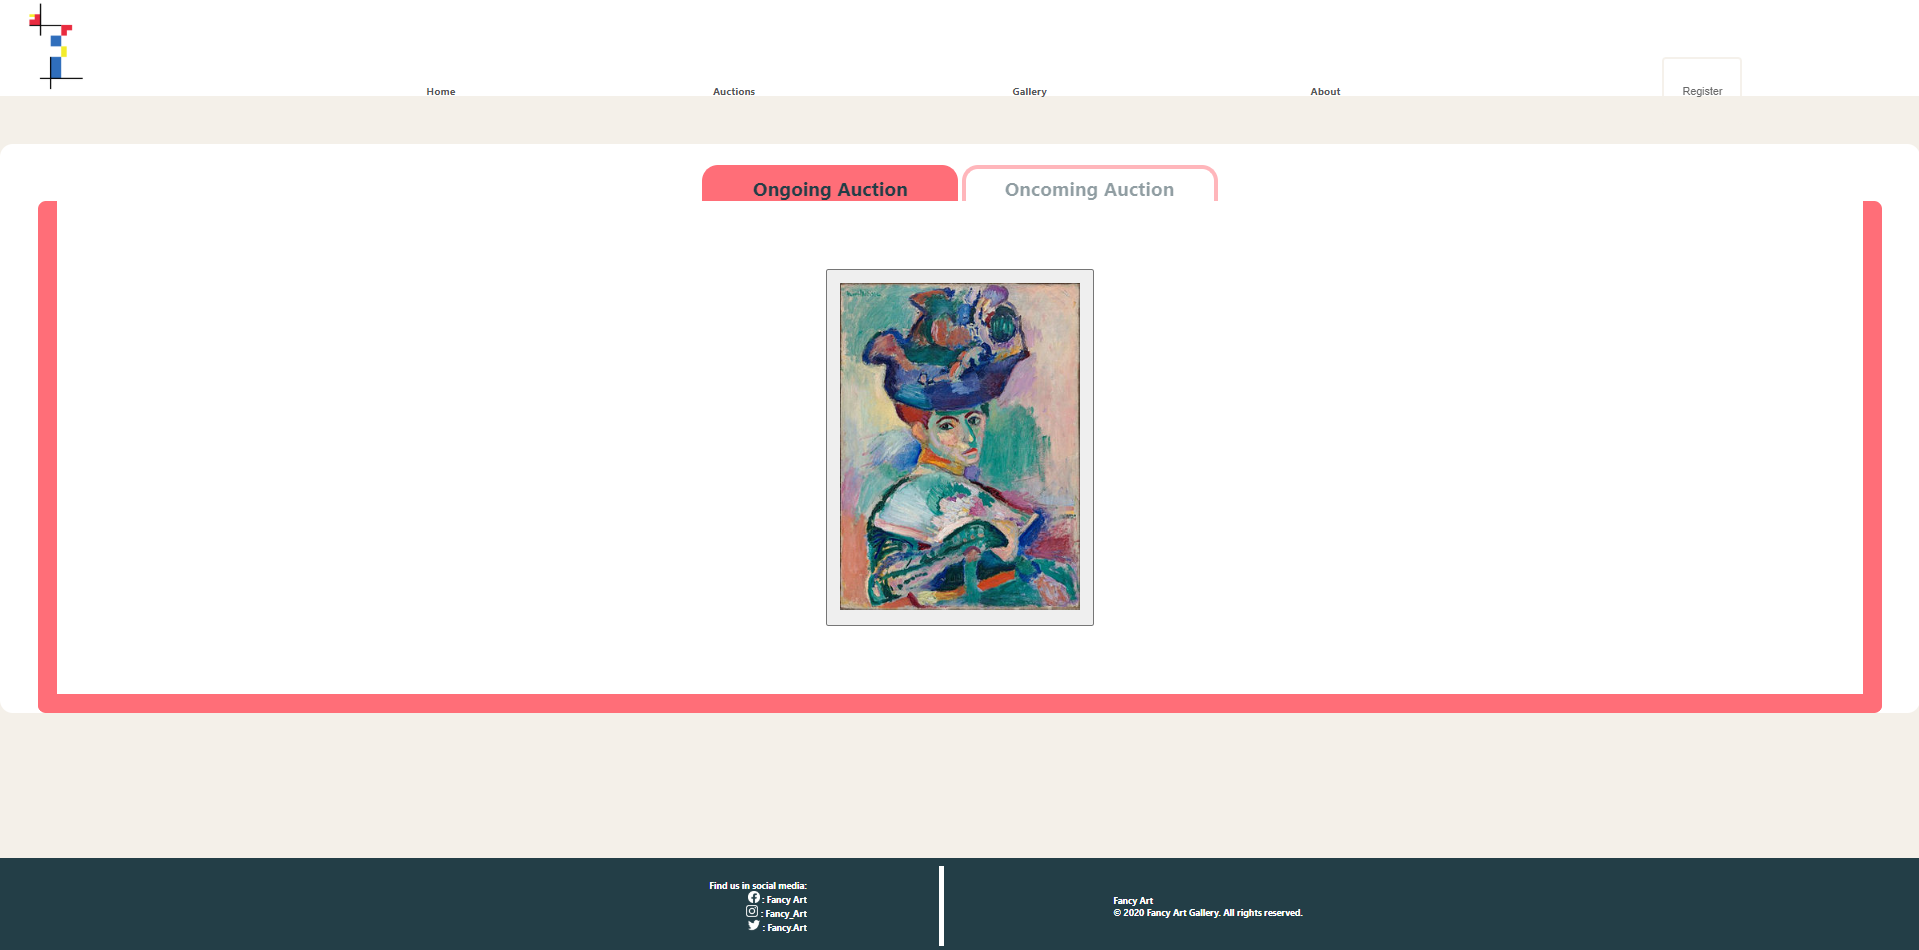 Home
Auctions
Gallery
About
Register
Ongoing Auction
Oncoming Auction
Find us in social media:
: Fancy Art
: Fancy_Art
: Fancy.Art
Fancy Art
© 2020 Fancy Art Gallery. All rights reserved.